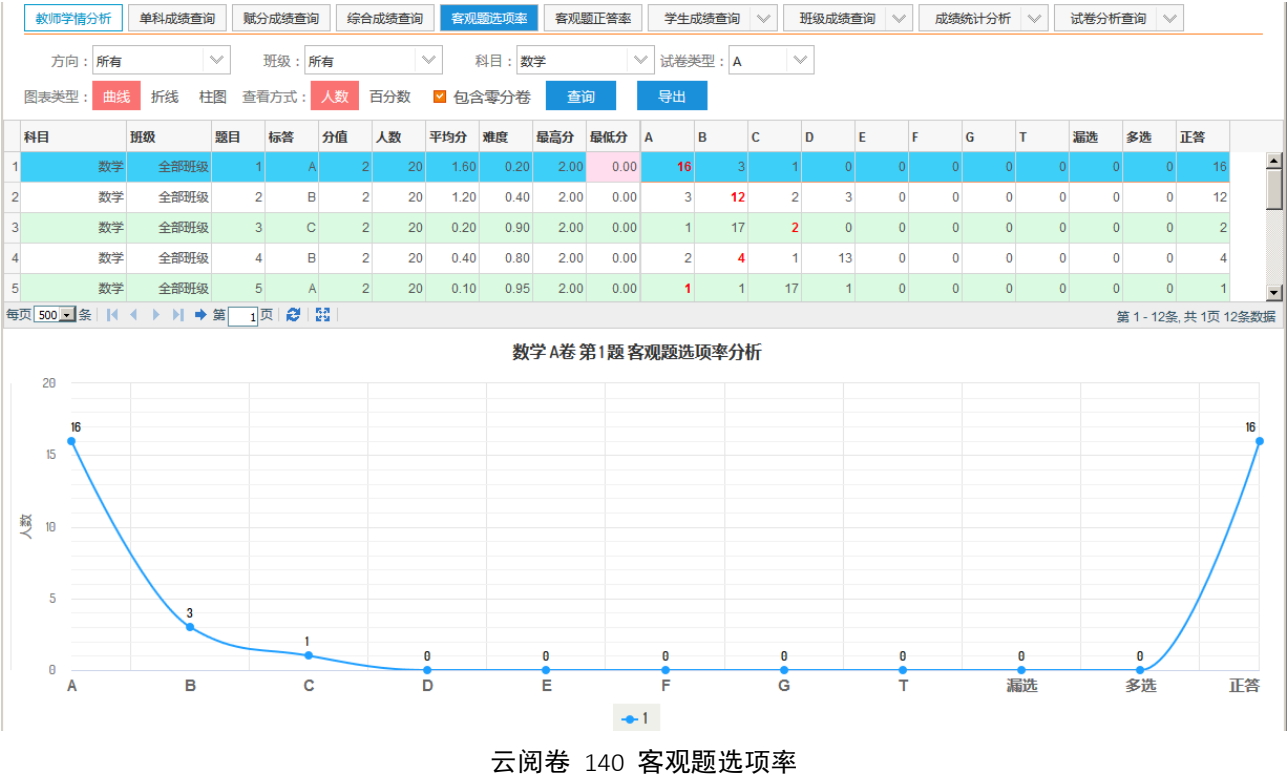 教师学情分析 单科成绩查询 赋分成绩查询 综合成绩查询 客观题选项率 客观题正答率 学生成绩查询 班级成绩查询 成绩统计分析 试卷分析查询
方向： 所有 班级： 所有 科目： 数学 试卷类型： A
图表类型： 曲线 折线 柱图 查看方式： 人数 百分数 包含零分卷 查询 导出
科目 班级 题目 标答 分值 人数 平均分 难度 最高分 最低分 A B C D E F G T 漏选 多选 正答
1 数学 全部班级 1 A 2 20 1.60 0.20 2.00 0.00 16 3 1 0 0 0 0 0 0 0 16
2 数学 全部班级 2 B 2 20 1.20 0.40 2.00 0.00 3 12 2 3 0 0 0 0 0 0 12
3 数学 全部班级 3 C 2 20 0.20 0.90 2.00 0.00 1 17 2 0 0 0 0 0 0 0 2
4 数学 全部班级 4 B 2 20 0.40 0.80 2.00 0.00 2 4 1 13 0 0 0 0 0 0 4
5 数学 全部班级 5 A 2 20 0.10 0.95 2.00 0.00 1 1 17 1 0 0 0 0 0 0 1
每页 500 条 第 1 页 第 1 - 12条, 共 1页 12条数据
数学 A卷 第1题 客观题选项率分析
20
16 16
15
人数
10
5
3
1 0 0 0 0 0 0 0
0
A B C D E F G T 漏选 多选 正答
1
云阅卷 140 客观题选项率